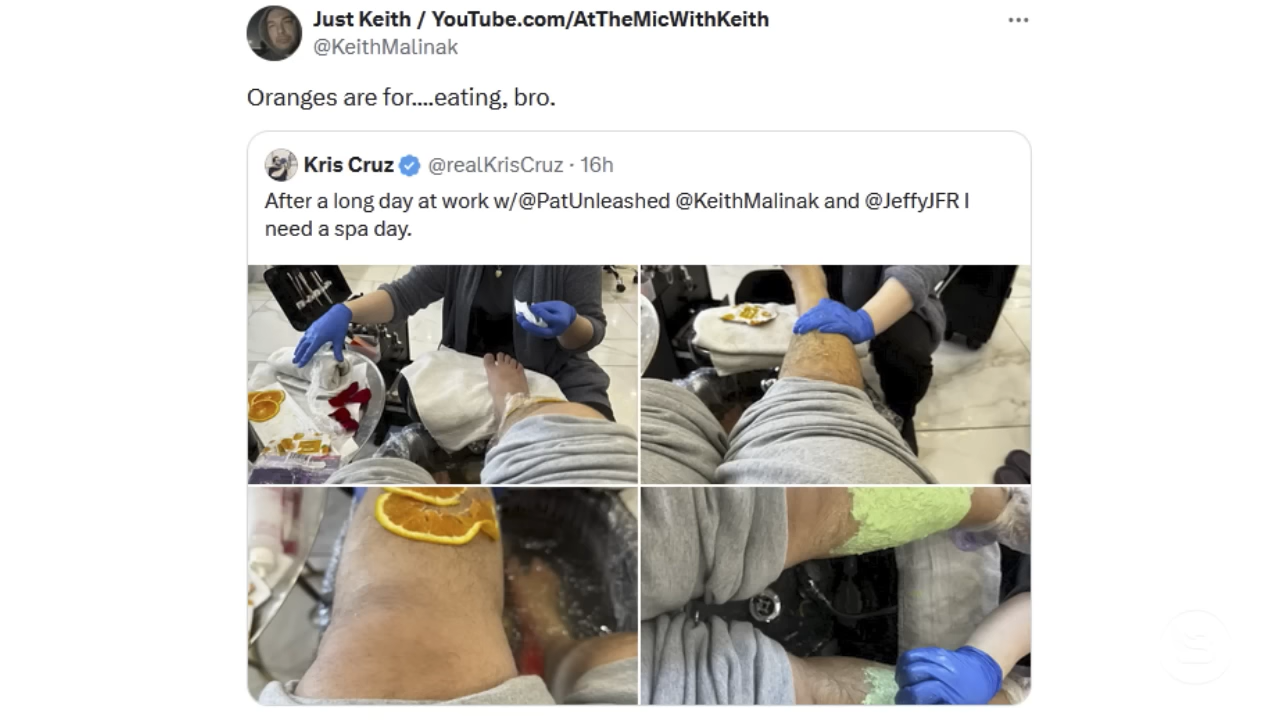 Just Keith / YouTube.com/AtTheMicWithKeith
@KeithMalinak
Oranges are for....eating, bro.
Kris Cruz @realKrisCruz · 16h
After a long day at work w/@PatUnleashed @KeithMalinak and @JeffyJFR I
need a spa day.